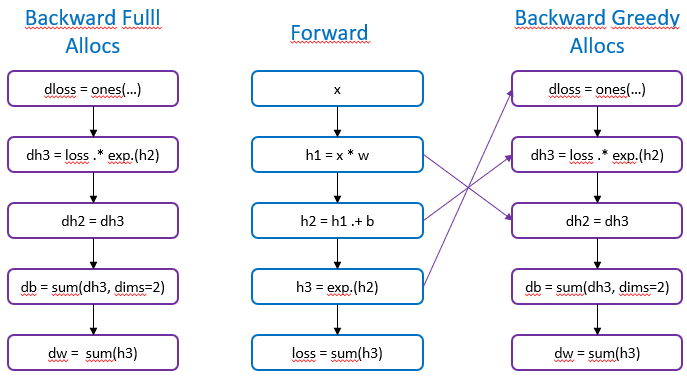 Backward Fulll
Allocs
dloss = ones(...)
dh3 = loss .* exp.(h2)
dh2 = dh3
db = sum(dh3, dims=2)
dw =  sum(h3)
Forward
x
h1 = x * w
h2 = h1 .+ b
h3 = exp.(h2)
loss = sum(h3)
Backward Greedy
Allocs
dloss = ones(...)
dh3 = loss .* exp.(h2)
dh2 = dh3
db = sum(dh3, dims=2)
dw = sum(h3)